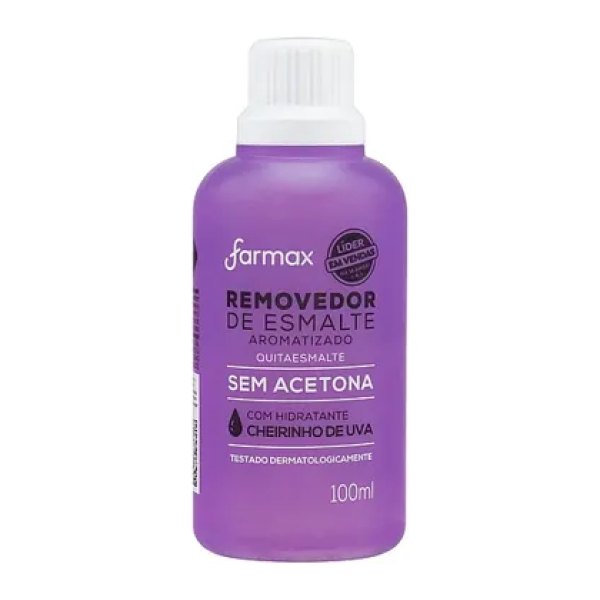 farmax
LÍDER
EM VENDAS
REMOVEDOR
DE ESMALTE
AROMATIZADO
QUITAESMALTE
SEM ACETONA
COM HIDRATANTE
CHEIRINHO DE UVA
TESTADO DERMATOLOGICAMENTE
100ml